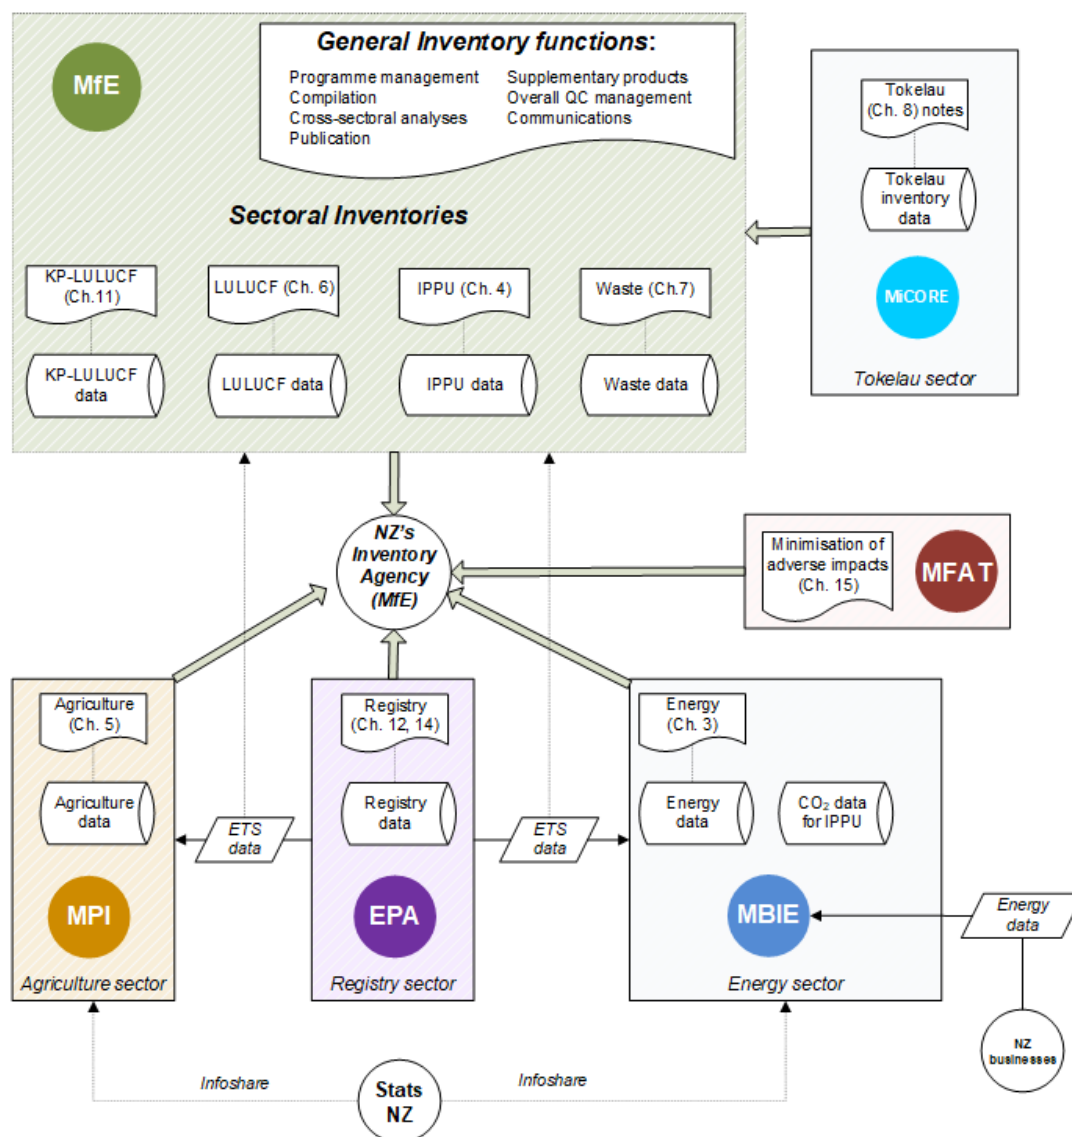 MfE
General Inventory functions:
Programme management
Compilation
Cross-sectoral analyses
Publication
Supplementary products
Overall QC management
Communications
Sectoral Inventories
KP-LULUCF
(Ch.11)
LULUCF (Ch. 6)
IPPU (Ch. 4)
Waste (Ch.7)
KP-LULUCF
data
LULUCF data
IPPU data
Waste data
Tokelau
(Ch. 8) notes
Tokelau
inventory
data
MiCORE
Tokelau sector
NZ's
Inventory
Agency
(MfE)
Minimisation of
adverse impacts
(Ch. 15)
MFAT
Agriculture
(Ch. 5)
Agriculture
data
MPI
Agriculture sector
ETS
data
Registry
(Ch. 12, 14)
Registry
data
EPA
Registry sector
ETS
data
Energy
(Ch. 3)
Energy
data
CO₂ data
for IPPU
MBIE
Energy sector
Energy
data
NZ
businesses
Infoshare
Stats
NZ
Infoshare